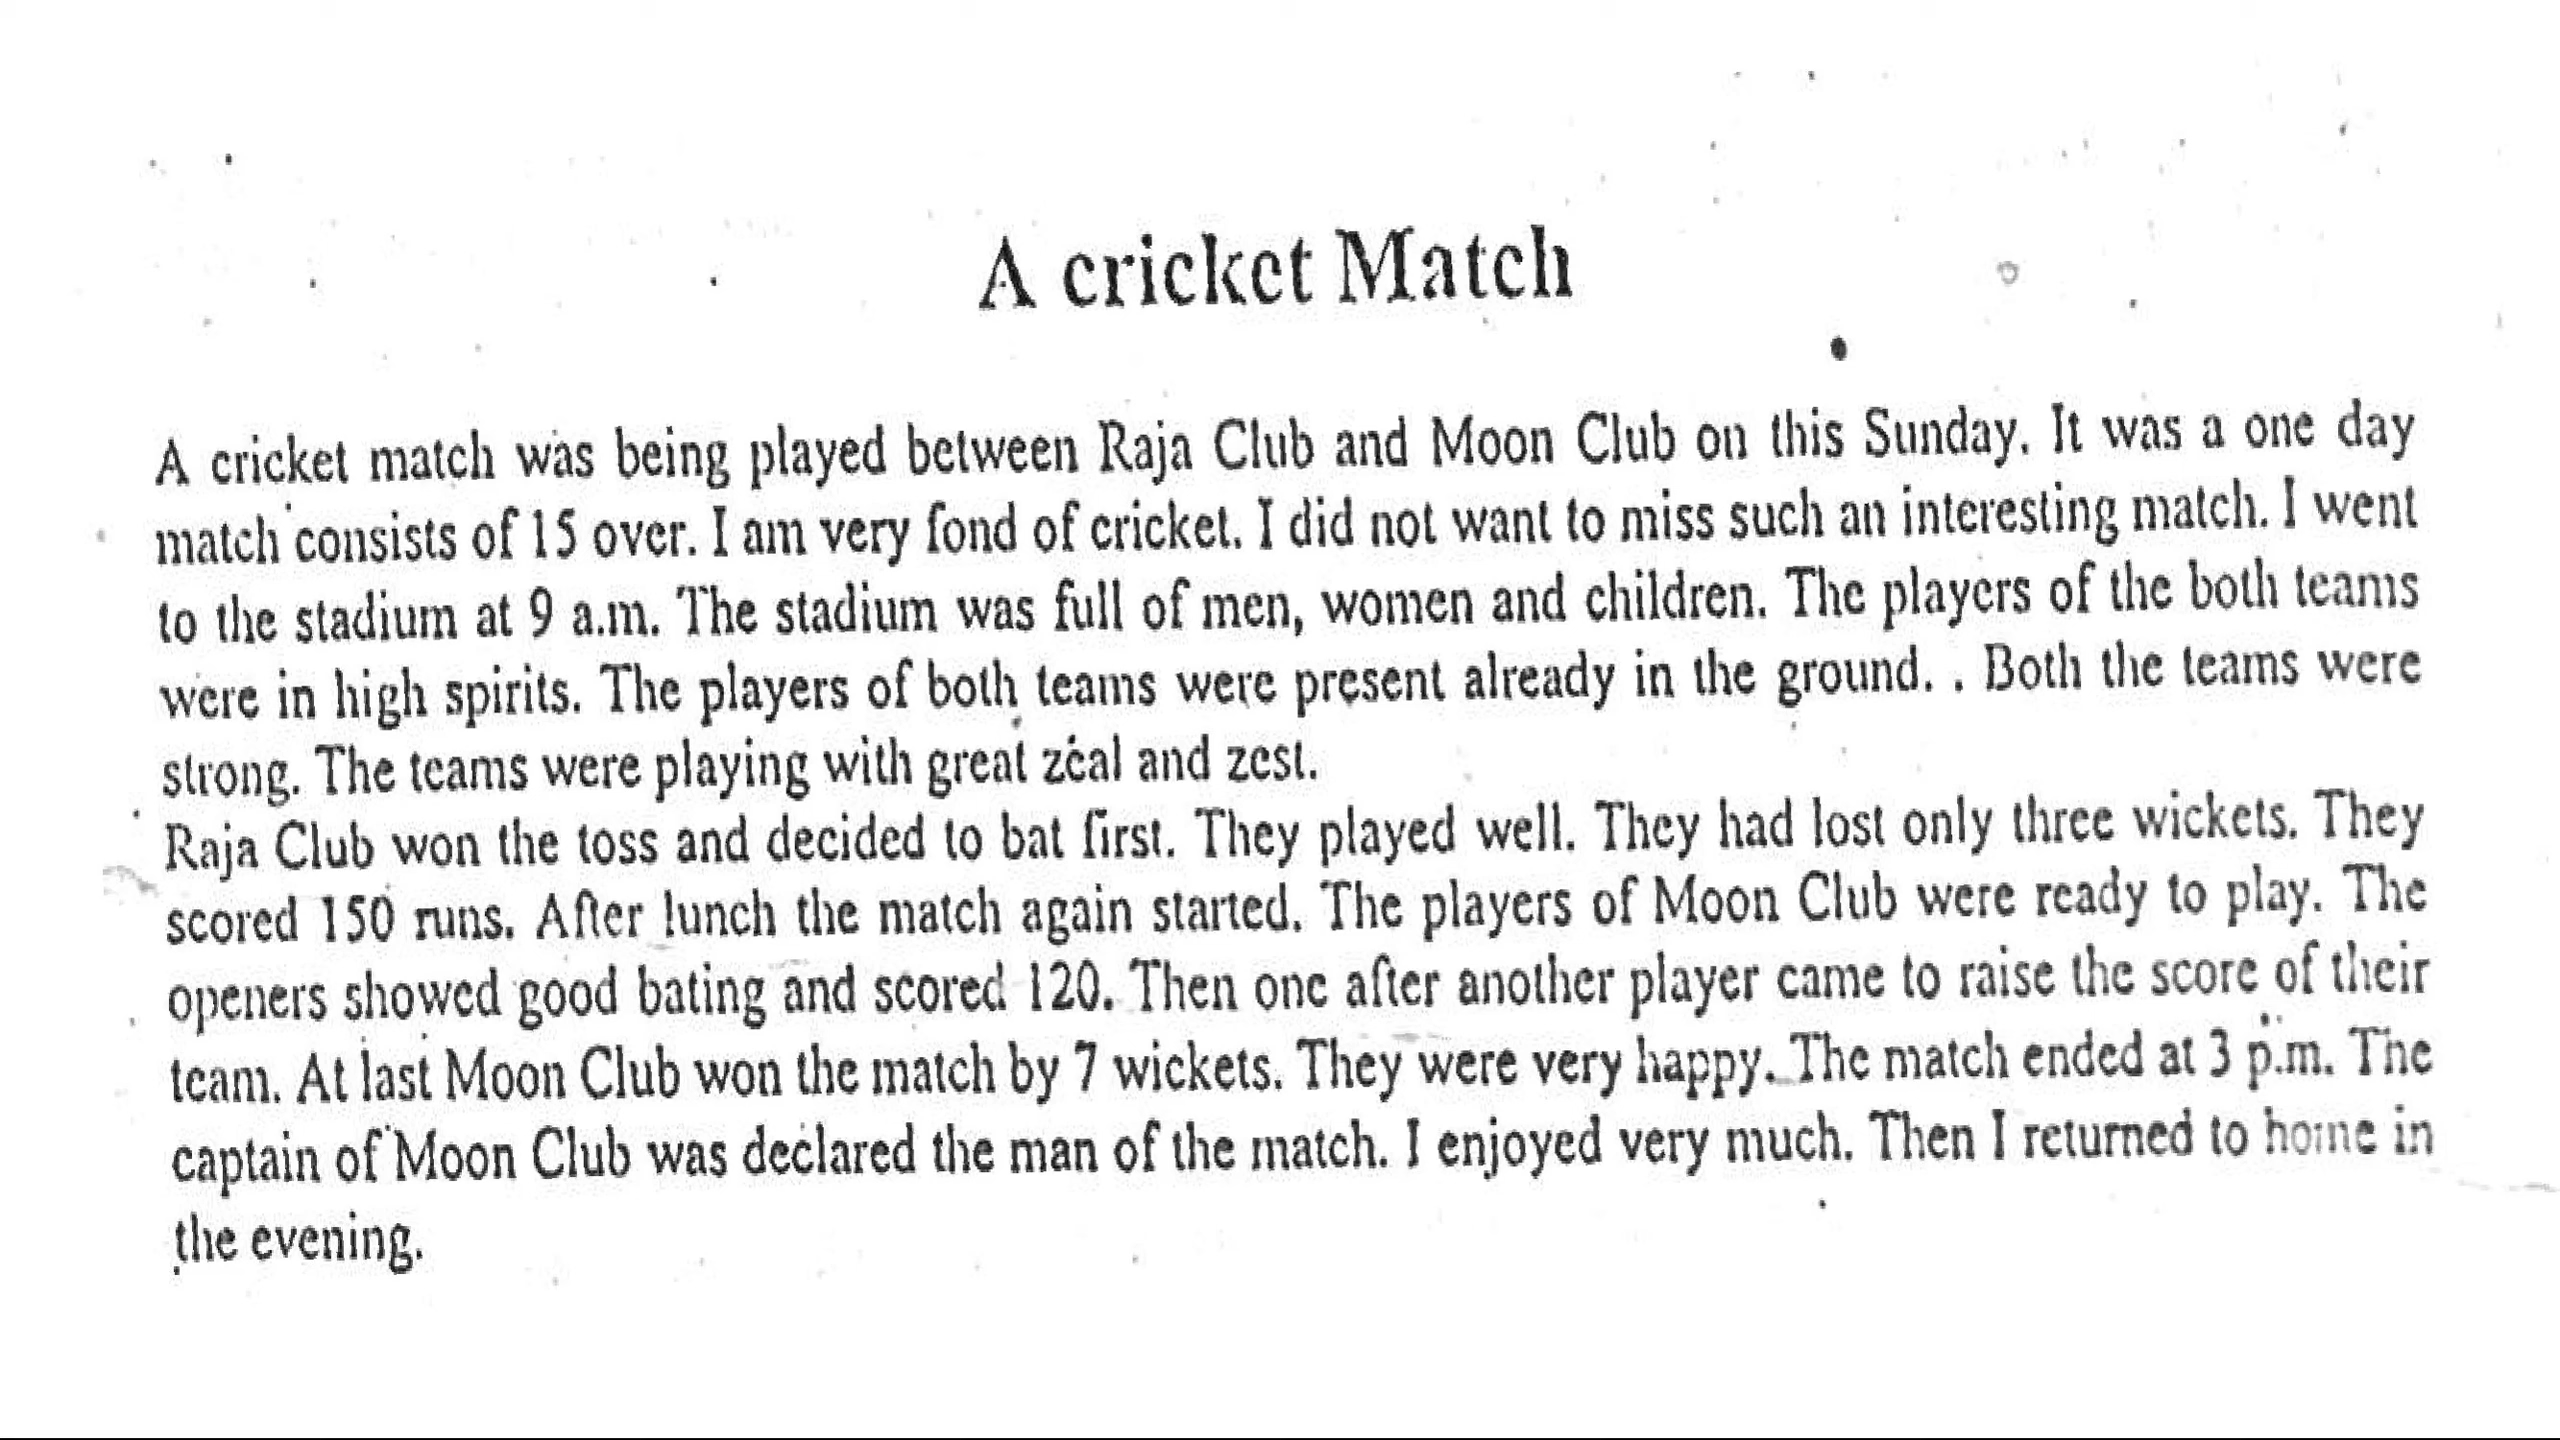 A cricket Match
A cricket match was being played between Raja Club and Moon Club on this Sunday. It was a one day
match consists of 15 over. I am very fond of cricket. I did not want to miss such an interesting match. I went
to the stadium at 9 a.m. The stadium was full of men, women and children. The players of the both teams
were in high spirits. The players of both teams were present already in the ground. . Both the teams were
strong. The teams were playing with great zeal and zest.
Raja Club won the toss and decided to bat first. They played well. They had lost only three wickets. They
scored 150 runs. After lunch the match again started. The players of Moon Club were ready to play. The
openers showed good bating and scored 120. Then one after another player came to raise the score of their
team. At last Moon Club won the match by 7 wickets. They were very happy. The match ended at 3 p.m. The
captain of Moon Club was declared the man of the match. I enjoyed very much. Then I returned to home in
the evening.